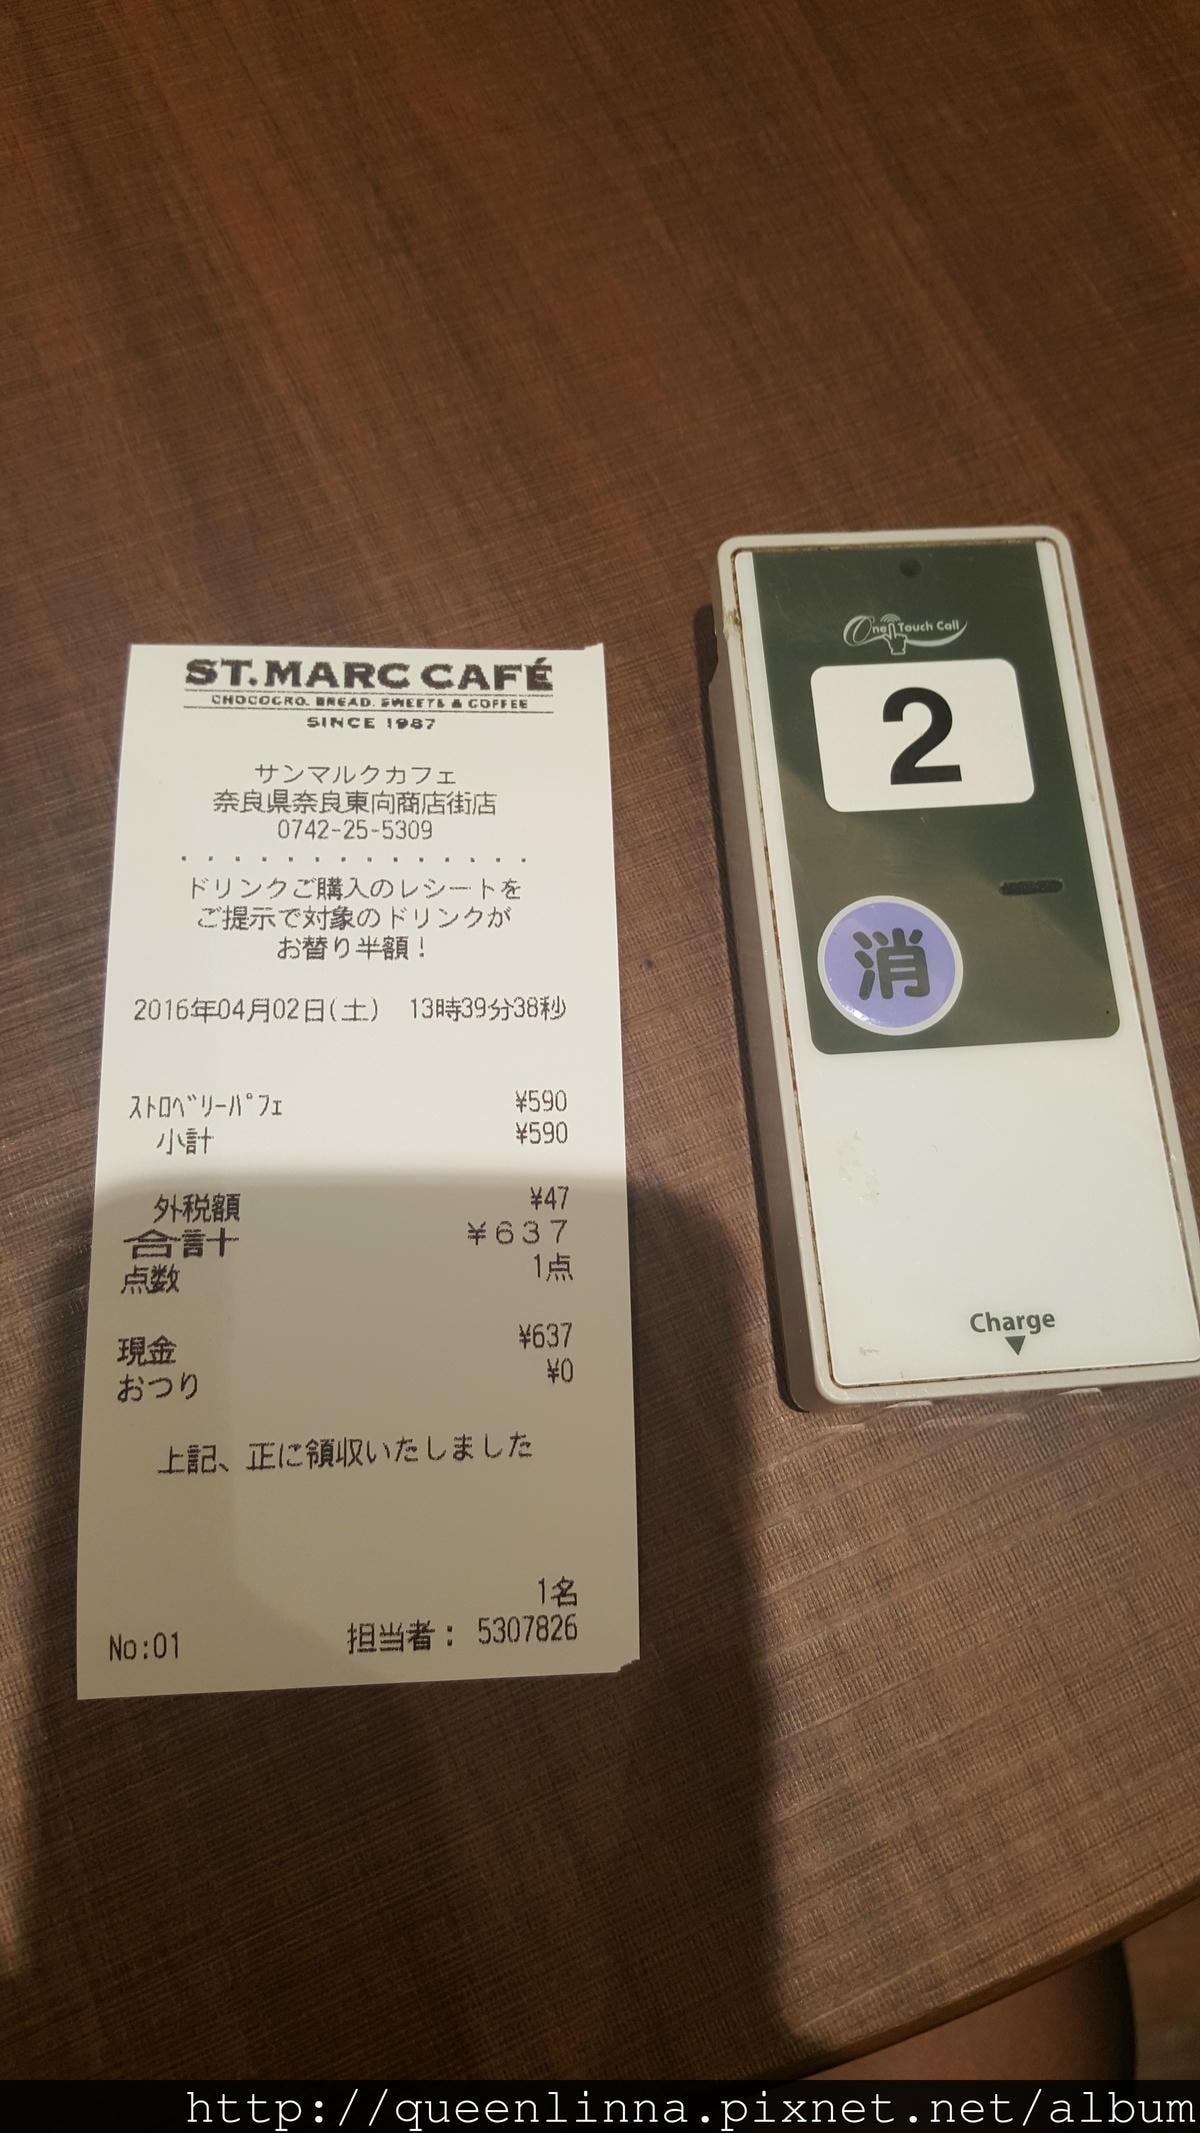 ST.MARC CAFÉ
CHOCOCRO. BREAD. SWEETS & COFFEE
SINCE 1987
サンマルクカフェ
奈良県奈良東向商店街店
0742-25-5309
ドリンクご購入のレシートを
ご提示で対象のドリンクが
お替り半額！
2016年04月02日(土) 13時39分38秒
ｽﾄﾛﾍﾞﾘｰﾊﾟﾌｪ ¥590
小計 ¥590
外税額 ¥47
合計 ¥637
点数 1点
現金 ¥637
おつり ¥0
上記、正に領収いたしました
1名
No:01 担当者： 5307826
One Touch Call
2
消
Charge
http://queenlinna.pixnet.net/album